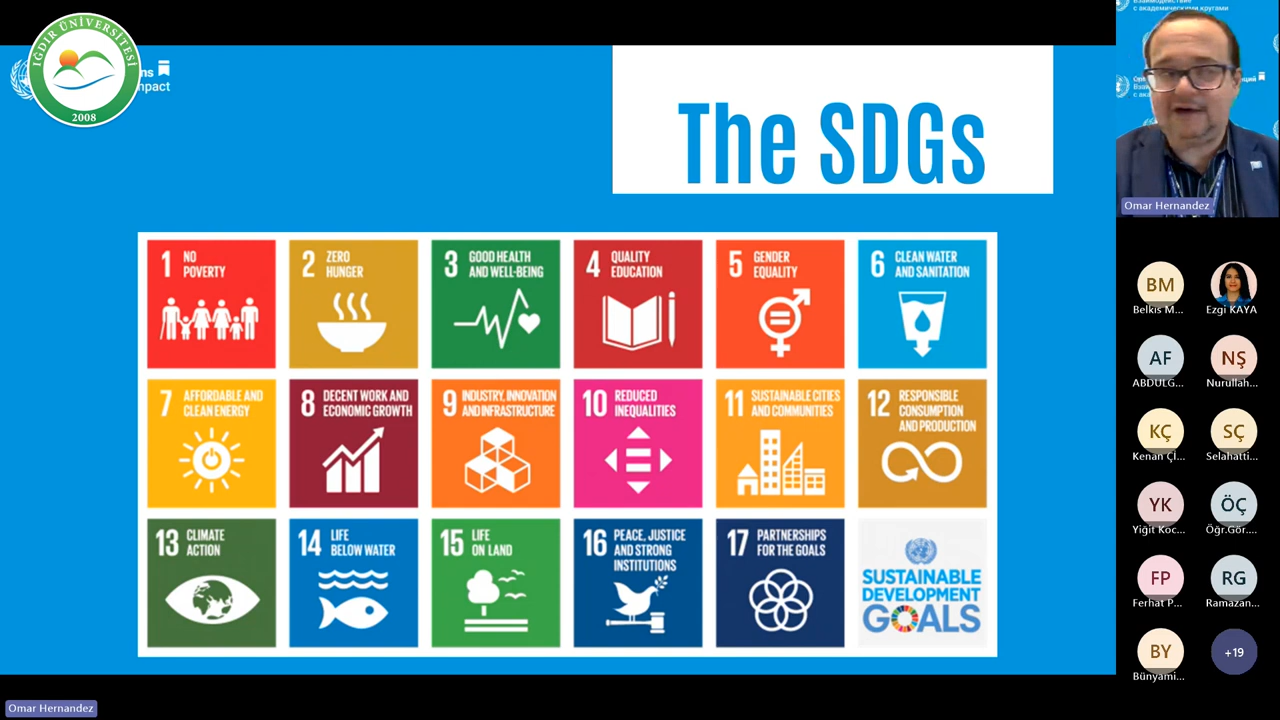 IĞDIR ÜNİVERSİTESİ
2008
ns
mpact
The SDGs
1 NO
POVERTY
2 ZERO
HUNGER
3 GOOD HEALTH
AND WELL-BEING
4 QUALITY
EDUCATION
5 GENDER
EQUALITY
6 CLEAN WATER
AND SANITATION
7 AFFORDABLE AND
CLEAN ENERGY
8 DECENT WORK AND
ECONOMIC GROWTH
9 INDUSTRY, INNOVATION
AND INFRASTRUCTURE
10 REDUCED
INEQUALITIES
11 SUSTAINABLE CITIES
AND COMMUNITIES
12 RESPONSIBLE
CONSUMPTION
AND PRODUCTION
13 CLIMATE
ACTION
14 LIFE
BELOW WATER
15 LIFE
ON LAND
16 PEACE, JUSTICE
AND STRONG
INSTITUTIONS
17 PARTNERSHIPS
FOR THE GOALS
SUSTAINABLE
DEVELOPMENT
GOALS
Взаимодействие
с академическими кругами
Omar Hernandez
BM
Belkis M...
Ezgi KAYA
AF
ABDULG...
NŞ
Nurullah...
KÇ
Kenan Çİ...
SÇ
Selahatti...
YK
Yiğit Koc...
ÖÇ
Öğr.Gör....
FP
Ferhat P...
RG
Ramazan...
BY
Bünyami...
+19
Omar Hernandez